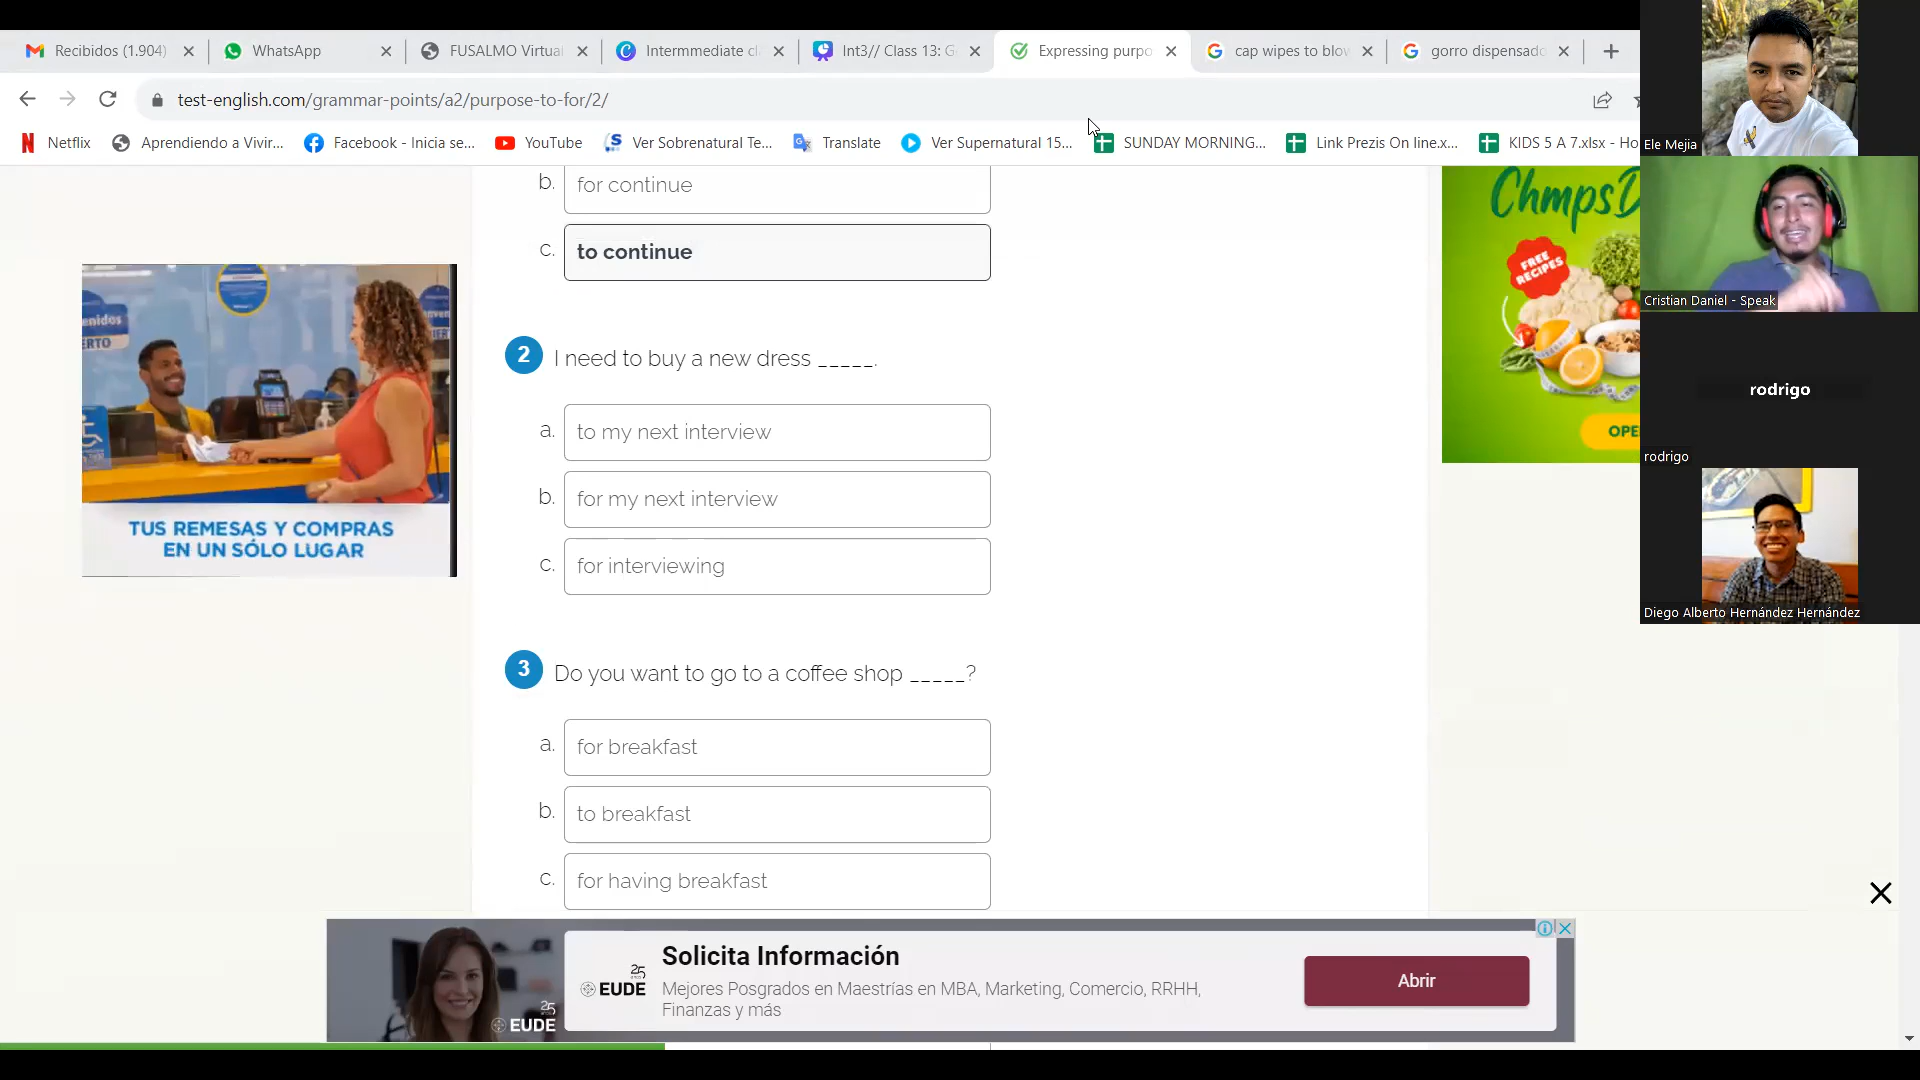 Recibidos (1.904)
WhatsApp
FUSALMO Virtua
Intermmediate cl
Int3// Class 13: G
Expressing purpo
cap wipes to blow
gorro dispensado
test-english.com/grammar-points/a2/purpose-to-for/2/
Netflix
Aprendiendo a Vivir...
Facebook - Inicia se...
YouTube
Ver Sobrenatural Te...
Translate
Ver Supernatural 15...
SUNDAY MORNING...
Link Prezis On line.x...
KIDS 5 A 7.xlsx - Ho
b. for continue
c. to continue
2 I need to buy a new dress _____.
a. to my next interview
b. for my next interview
c. for interviewing
3 Do you want to go to a coffee shop _____?
a. for breakfast
b. to breakfast
c. for having breakfast
TUS REMESAS Y COMPRAS
EN UN SÓLO LUGAR
FREE
RECIPES
OPE
Ele Mejia
Cristian Daniel - Speak
rodrigo
rodrigo
Diego Alberto Hernández Hernández
25
EUDE
25
EUDE
Solicita Información
Mejores Posgrados en Maestrías en MBA, Marketing, Comercio, RRHH,
Finanzas y más
Abrir